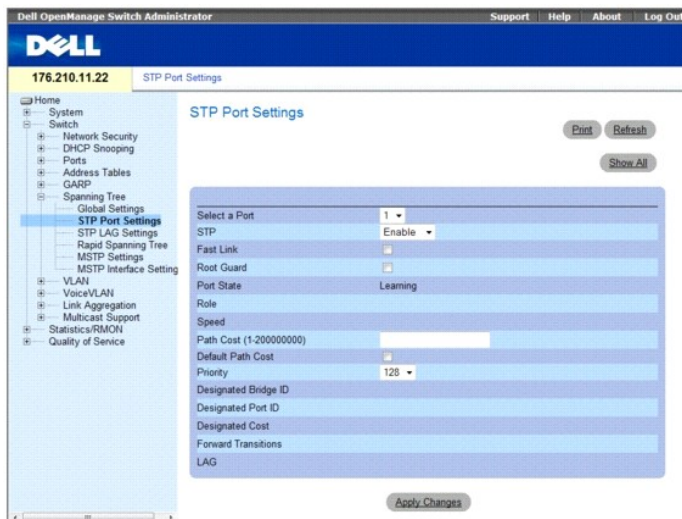 Dell OpenManage Switch Administrator
Support Help About Log Out
DELL
176.210.11.22
STP Port Settings
Home
System
Switch
Network Security
DHCP Snooping
Ports
Address Tables
GARP
Spanning Tree
Global Settings
STP Port Settings
STP LAG Settings
Rapid Spanning Tree
MSTP Settings
MSTP Interface Setting
VLAN
VoiceVLAN
Link Aggregation
Multicast Support
Statistics/RMON
Quality of Service
STP Port Settings
Print Refresh
Show All
Select a Port 1
STP Enable
Fast Link
Root Guard
Port State Learning
Role
Speed
Path Cost (1-200000000)
Default Path Cost
Priority 128
Designated Bridge ID
Designated Port ID
Designated Cost
Forward Transitions
LAG
Apply Changes